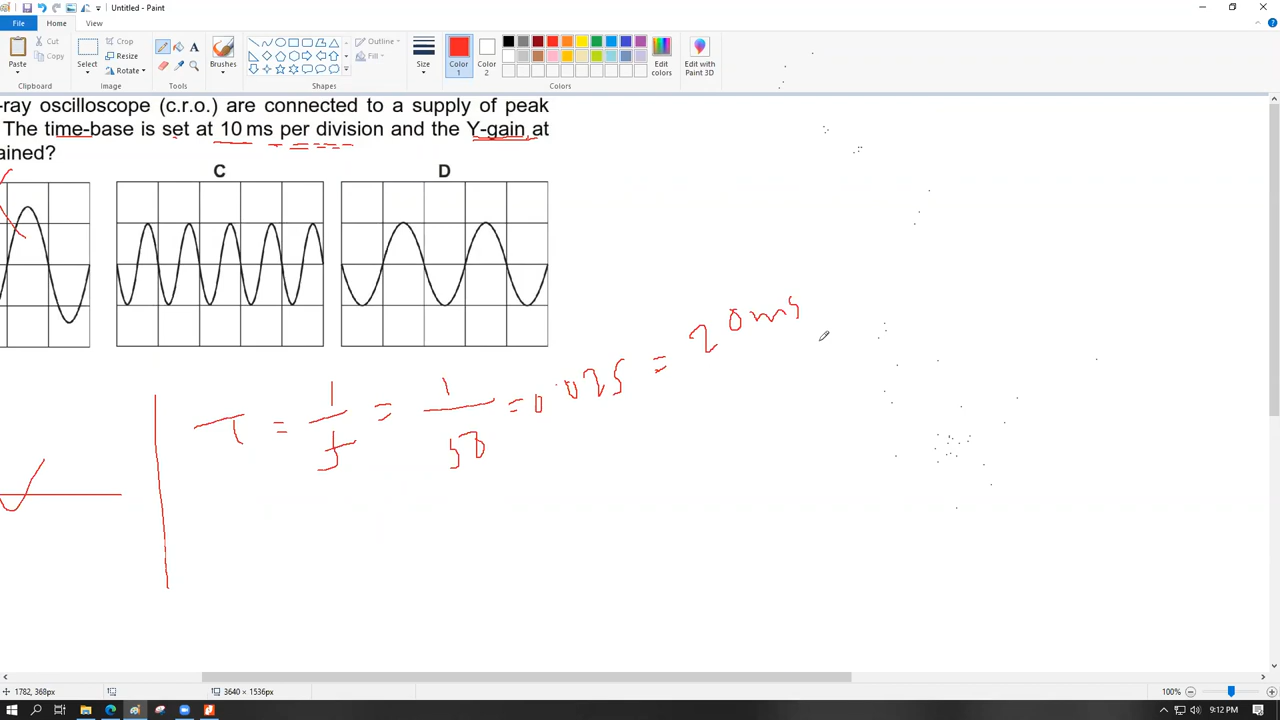 Untitled - Paint
File
Home
View
Paste
Cut
Copy
Clipboard
Select
Crop
Resize
Rotate
Image
A
Tools
Brushes
Shapes
Outline
Fill
Size
Color
1
Color
2
Edit
colors
Colors
Edit with
Paint 3D
-ray oscilloscope (c.r.o.) are connected to a supply of peak
The time-base is set at 10 ms per division and the Y-gain at
ained?
C
D
T = 1/f = 1/50 = 0.02s = 20ms
1782, 368px
3640 × 1536px
100%
9:12 PM